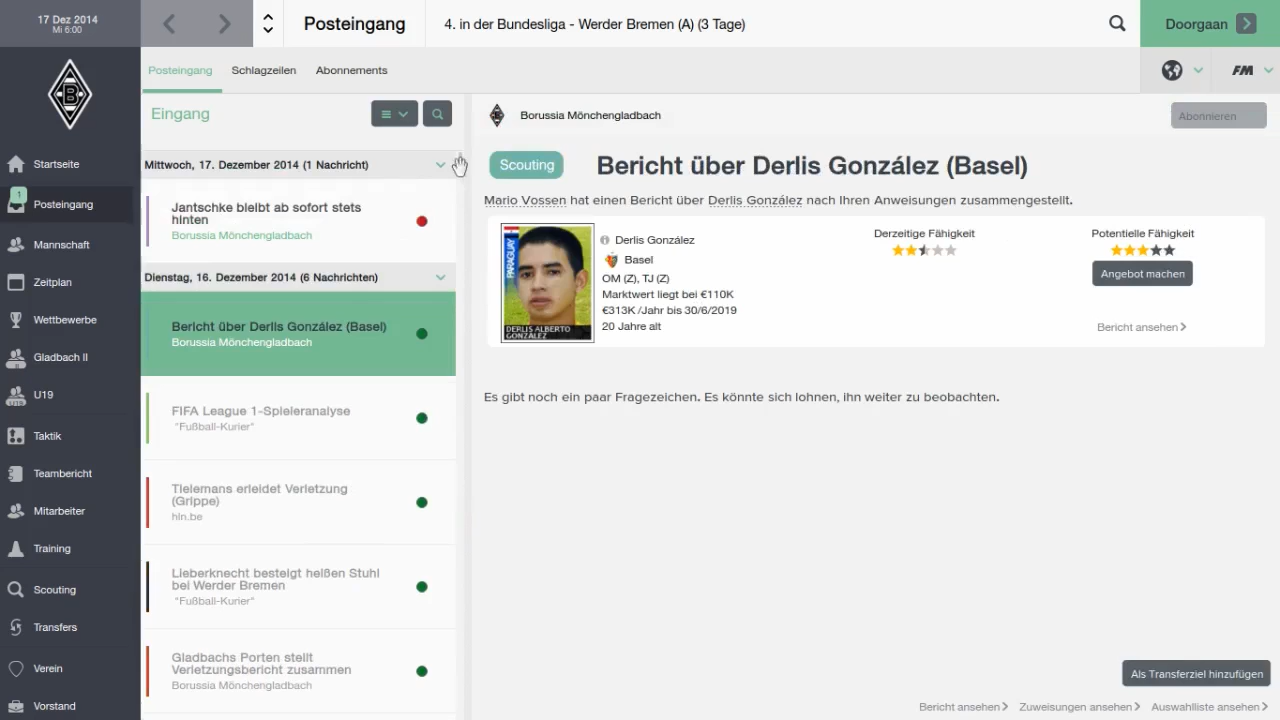 17 Dez 2014
Mi 6:00
Posteingang
4. in der Bundesliga - Werder Bremen (A) (3 Tage)
Doorgaan
B
Posteingang
Schlagzeilen
Abonnements
FM
Eingang
Borussia Mönchengladbach
Abonnieren
Startseite
1
Posteingang
Mannschaft
Zeitplan
Wettbewerbe
Gladbach II
U19
Taktik
Teambericht
Mitarbeiter
Training
Scouting
Transfers
Verein
Vorstand
Mittwoch, 17. Dezember 2014 (1 Nachricht)
Jantschke bleibt ab sofort stets
hinten
Borussia Mönchengladbach
Dienstag, 16. Dezember 2014 (6 Nachrichten)
Bericht über Derlis González (Basel)
Borussia Mönchengladbach
FIFA League 1-Spieleranalyse
"Fußball-Kurier"
Tielemans erleidet Verletzung
(Grippe)
hln.be
Lieberknecht besteigt heißen Stuhl
bei Werder Bremen
"Fußball-Kurier"
Gladbachs Porten stellt
Verletzungsbericht zusammen
Borussia Mönchengladbach
Scouting
Bericht über Derlis González (Basel)
Mario Vossen hat einen Bericht über Derlis González nach Ihren Anweisungen zusammengestellt.
PARAGUAY
DERLIS ALBERTO
GONZÁLEZ
Derlis González
Basel
OM (Z), TJ (Z)
Marktwert liegt bei €110K
€313K /Jahr bis 30/6/2019
20 Jahre alt
Derzeitige Fähigkeit
Potentielle Fähigkeit
Angebot machen
Bericht ansehen
Es gibt noch ein paar Fragezeichen. Es könnte sich lohnen, ihn weiter zu beobachten.
Als Transferziel hinzufügen
Bericht ansehen
Zuweisungen ansehen
Auswahlliste ansehen